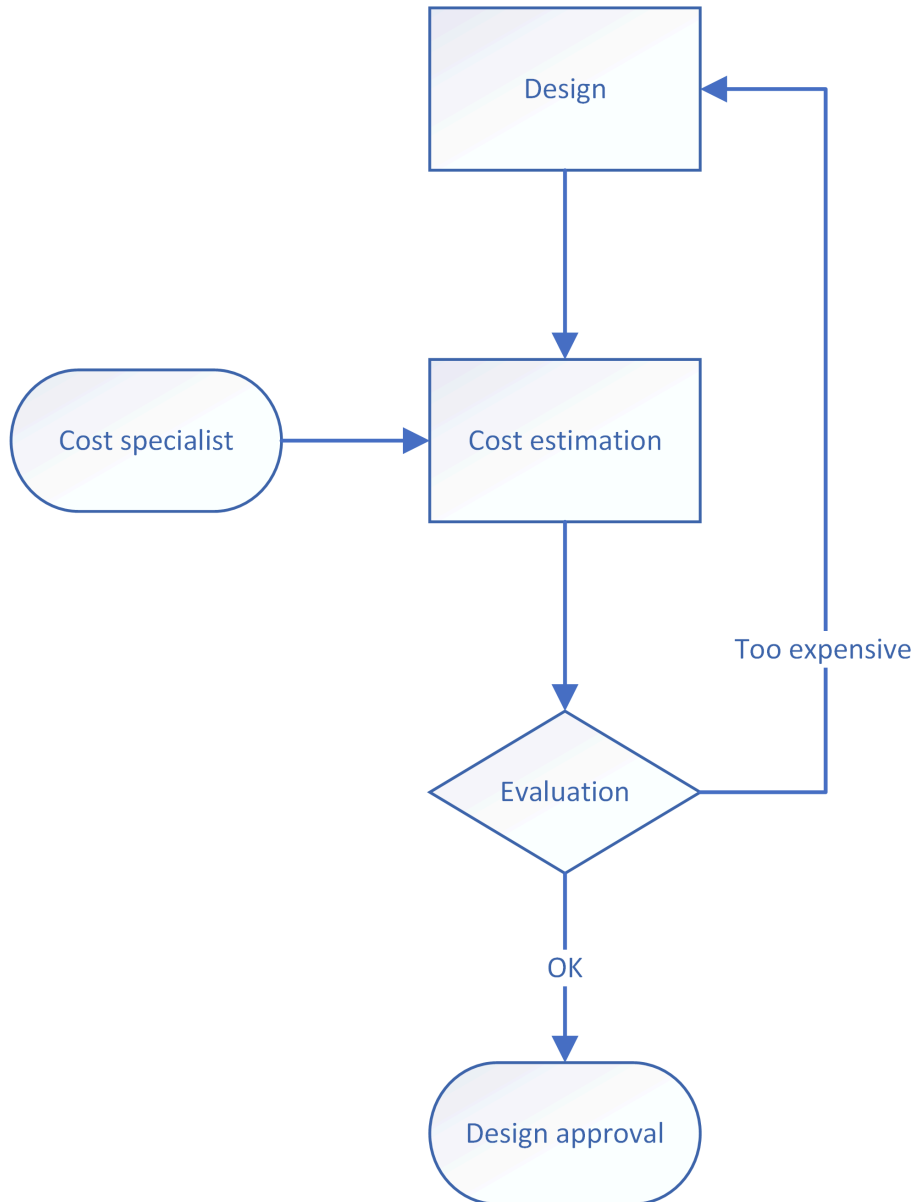 Design
Cost specialist
Cost estimation
Too expensive
Evaluation
OK
Design approval